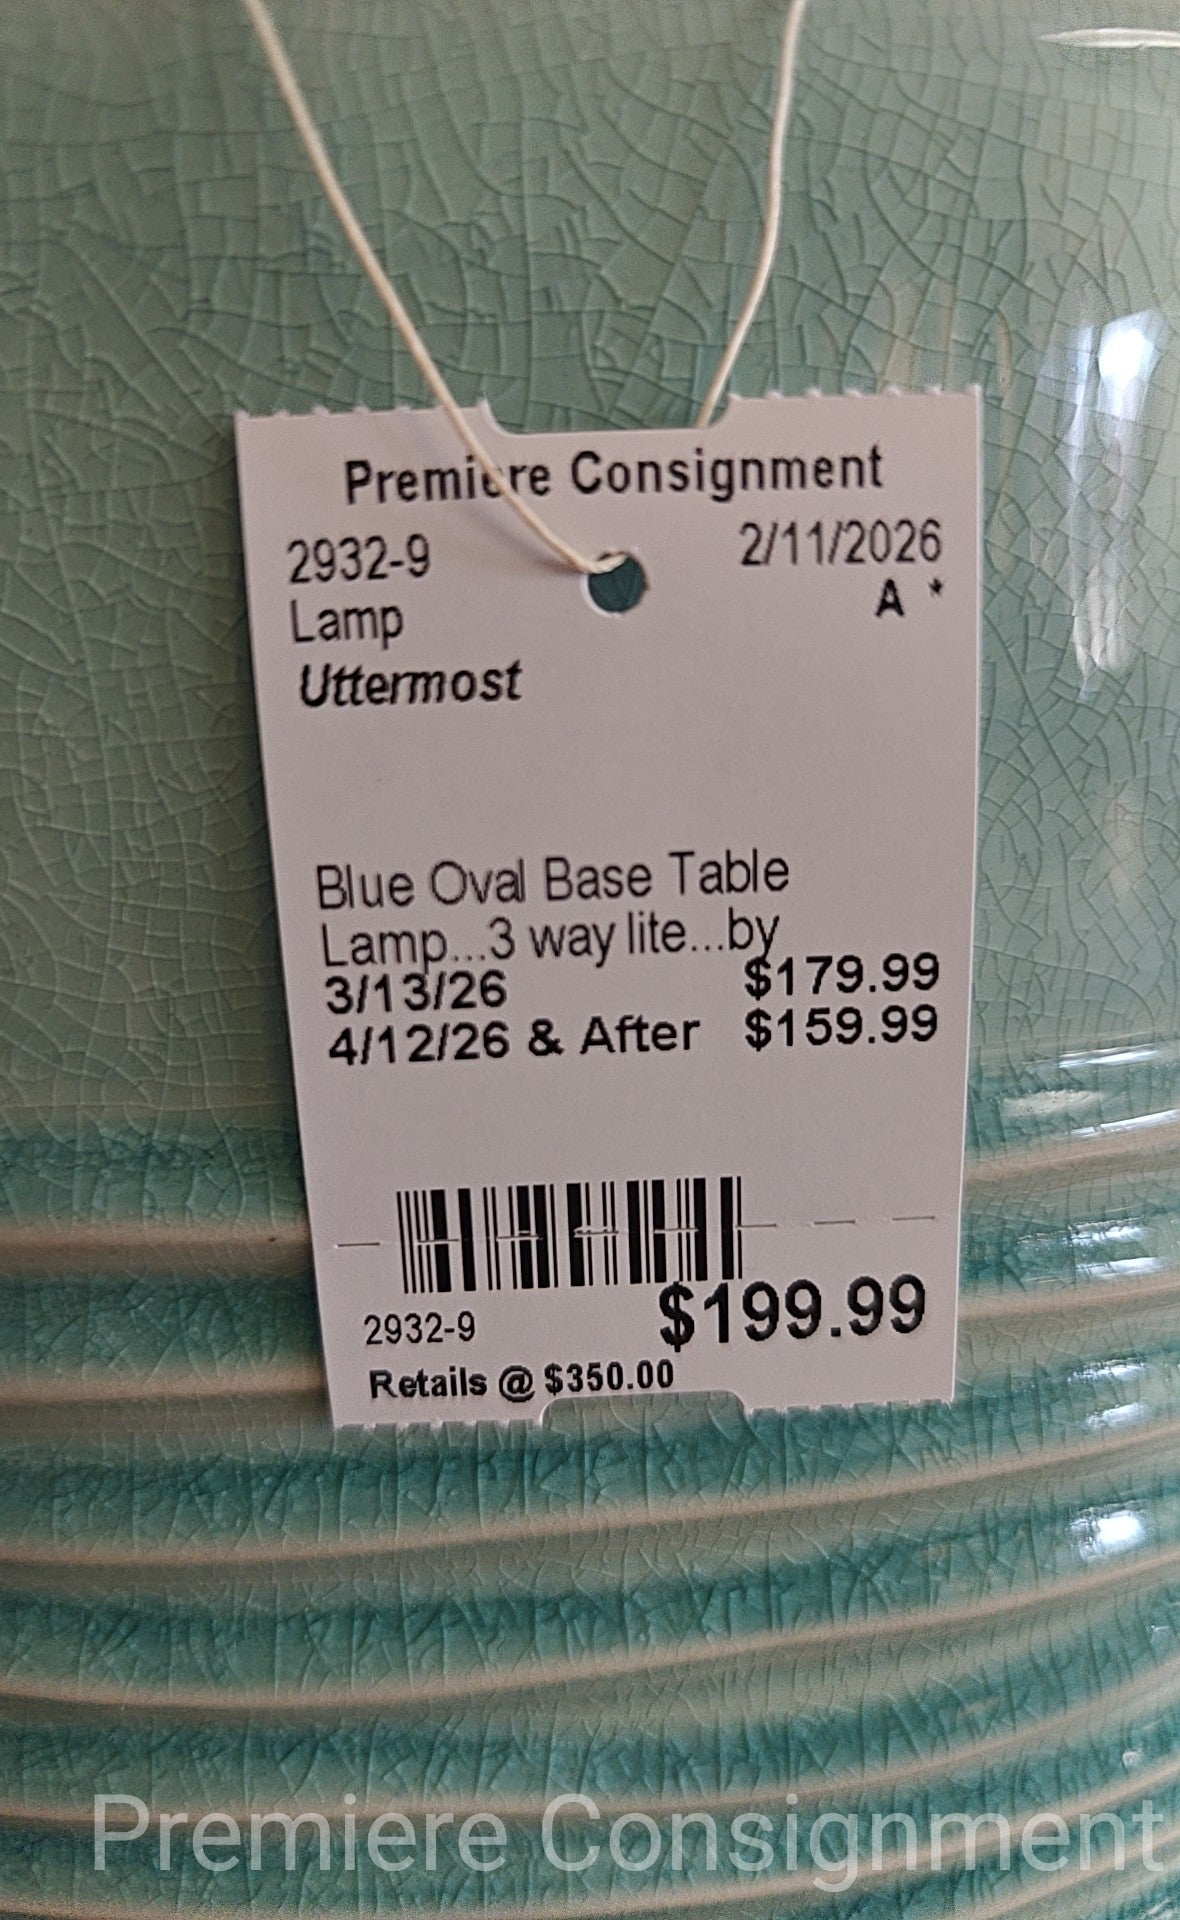 Premiere Consignment
2932-9 2/11/2026
Lamp A *
Uttermost
Blue Oval Base Table
Lamp...3 way lite...by
3/13/26 $179.99
4/12/26 & After $159.99
2932-9 $199.99
Retails @ $350.00
Premiere Consignment